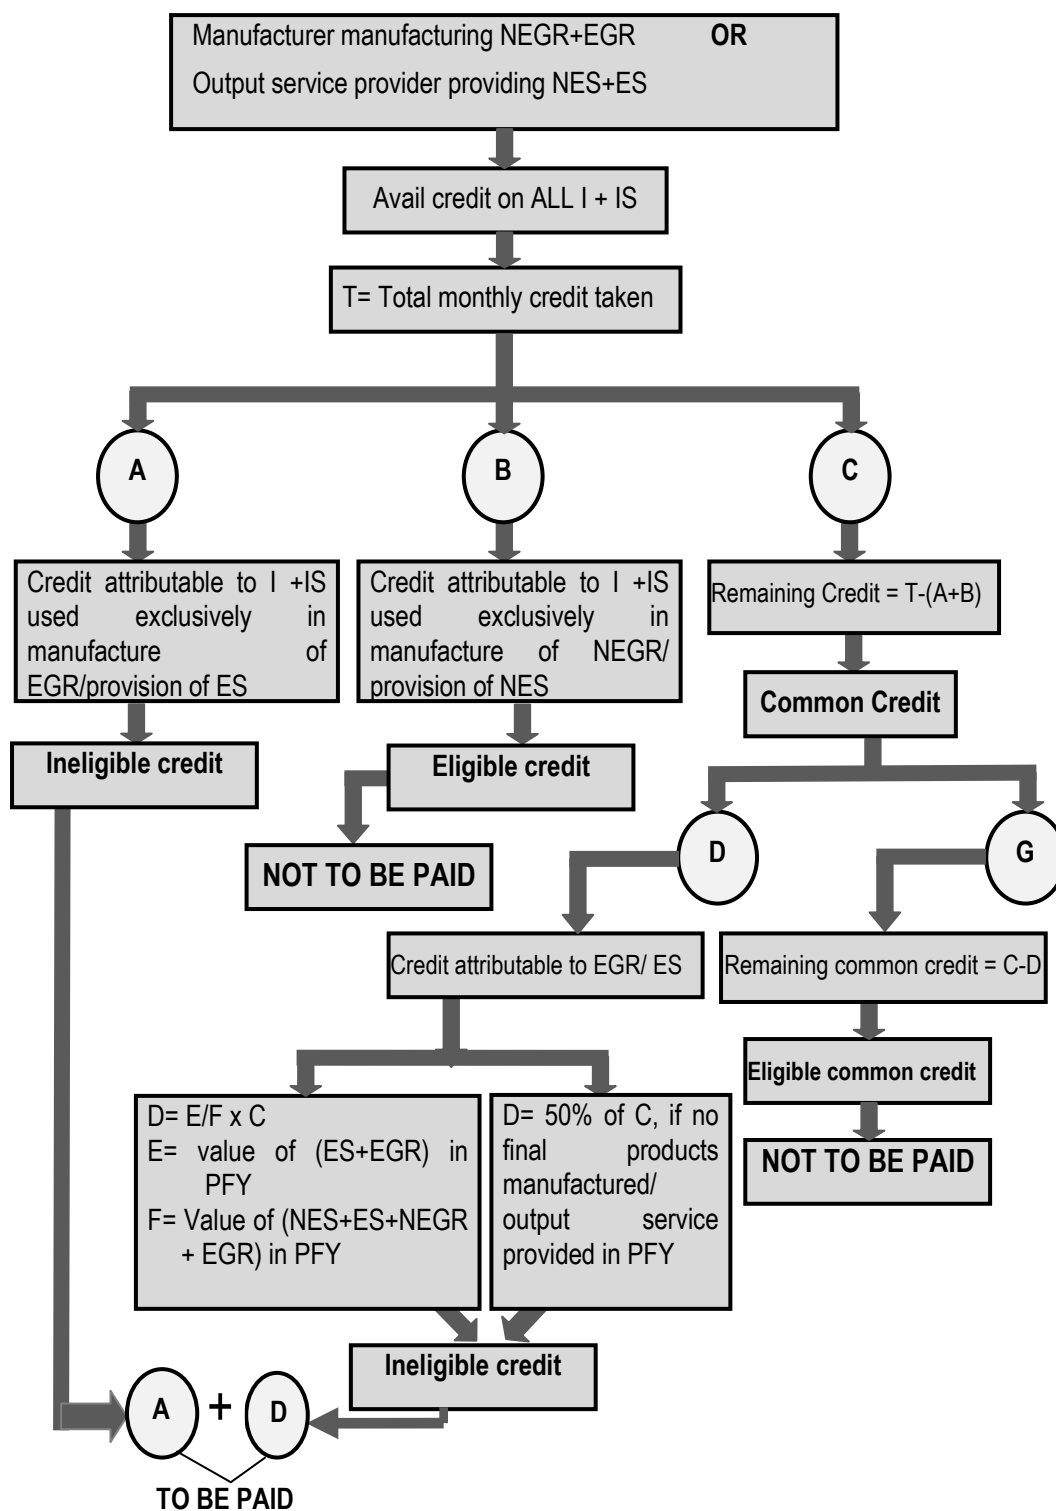 Manufacturer manufacturing NEGR+EGR OR
Output service provider providing NES+ES
Avail credit on ALL I + IS
T= Total monthly credit taken
A
B
C
Credit attributable to I +IS
used exclusively in
manufacture of
EGR/provision of ES
Credit attributable to I +IS
used exclusively in
manufacture of NEGR/
provision of NES
Remaining Credit = T-(A+B)
Common Credit
Ineligible credit
Eligible credit
NOT TO BE PAID
D
G
Credit attributable to EGR/ ES
Remaining common credit = C-D
Eligible common credit
NOT TO BE PAID
D= E/F x C
E= value of (ES+EGR) in
PFY
F= Value of (NES+ES+NEGR
+ EGR) in PFY
D= 50% of C, if no
final products
manufactured/
output service
provided in PFY
Ineligible credit
A + D
TO BE PAID